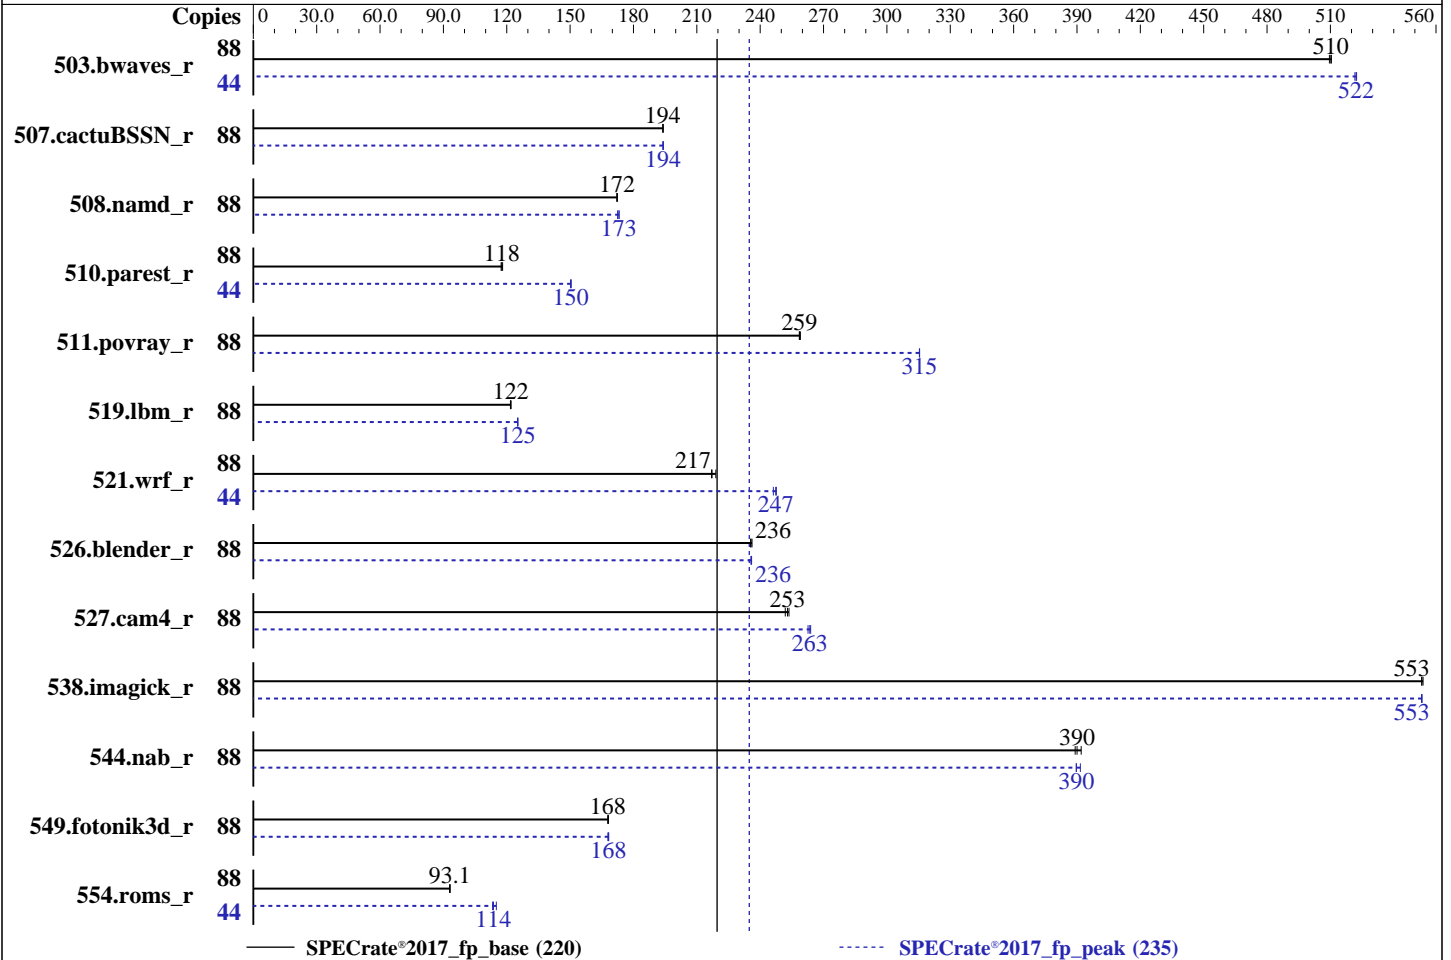 Copies 0 30.0 60.0 90.0 120 150 180 210 240 270 300 330 360 390 420 450 480 510 560
503.bwaves_r 88 510
44 522
507.cactuBSSN_r 88 194
194
508.namd_r 88 172
173
510.parest_r 88 118
44 150
511.povray_r 88 259
315
519.lbm_r 88 122
125
521.wrf_r 88 217
44 247
526.blender_r 88 236
236
527.cam4_r 88 253
263
538.imagick_r 88 553
553
544.nab_r 88 390
390
549.fotonik3d_r 88 168
168
554.roms_r 88 93.1
44 114
SPECrate®2017_fp_base (220) SPECrate®2017_fp_peak (235)